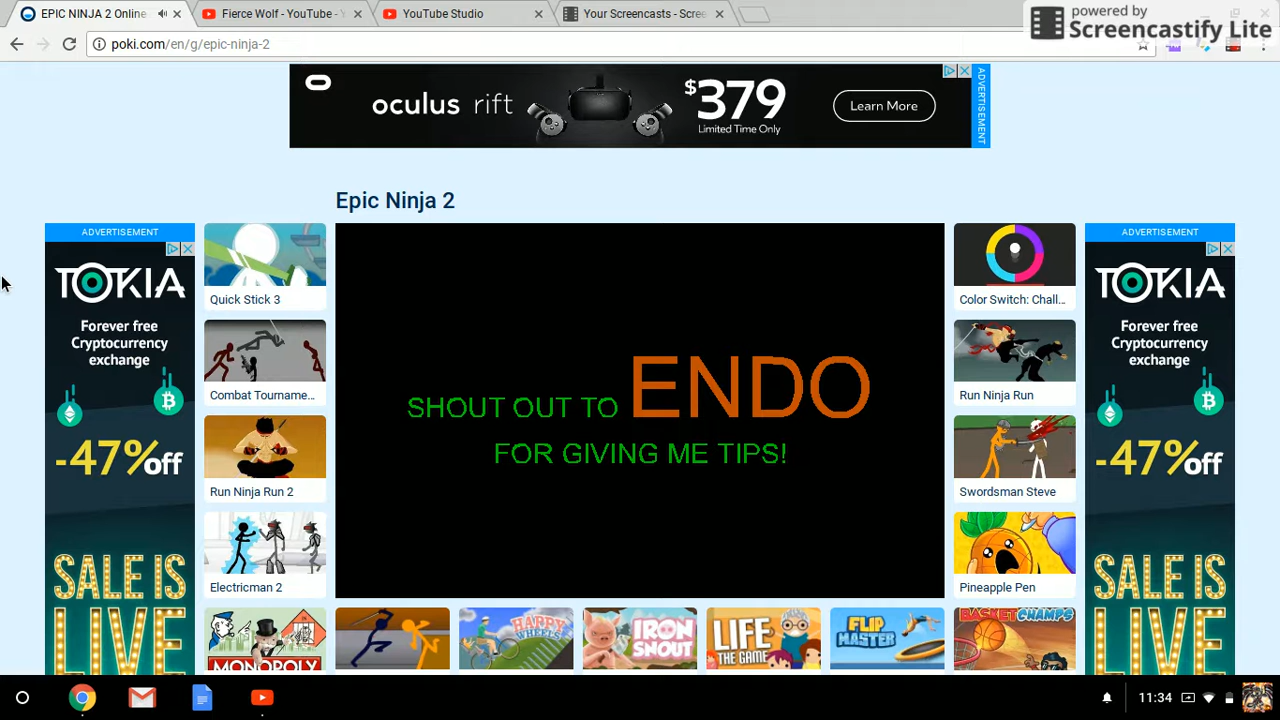 EPIC NINJA 2 Online
Fierce Wolf - YouTube - Y
YouTube Studio
Your Screencasts - Scree
powered by
Screencastify Lite
poki.com/en/g/epic-ninja-2
oculus rift
$379
Limited Time Only
Learn More
ADVERTISEMENT
Epic Ninja 2
ADVERTISEMENT
TOKIA
Forever free
Cryptocurrency
exchange
-47%off
SALE IS
LIVE
Quick Stick 3
Combat Tourname...
Run Ninja Run 2
Electricman 2
MONOPOLY
SHOUT OUT TO ENDO
FOR GIVING ME TIPS!
HAPPY
WHEELS
IRON
SNOUT
LIFE
THE GAME
FLIP
MASTER
Color Switch: Chall...
Run Ninja Run
Swordsman Steve
Pineapple Pen
BASKET CHAMPS
ADVERTISEMENT
TOKIA
Forever free
Cryptocurrency
exchange
-47%off
SALE IS
LIVE
11:34